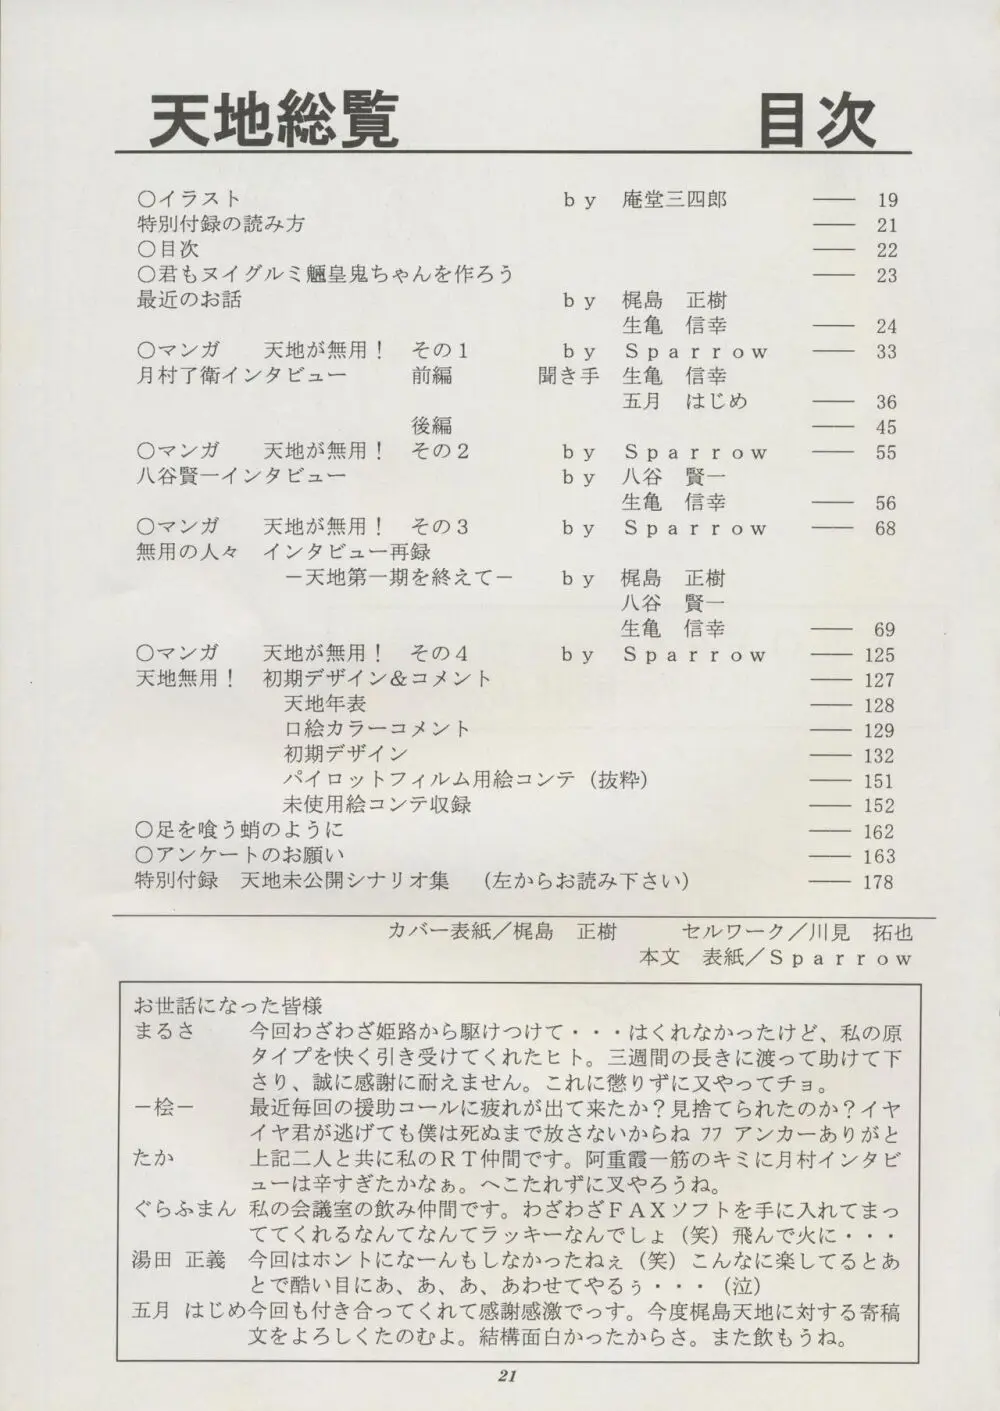 天地総覧 目次
○イラスト by 庵堂三四郎 —— 19
特別付録の読み方 —— 21
○目次 —— 22
○君もヌイグルミ魎皇鬼ちゃんを作ろう —— 23
最近のお話 by 梶島 正樹
生亀 信幸 —— 24
○マンガ 天地が無用！ その１ by Ｓｐａｒｒｏｗ —— 33
月村了衛インタビュー 前編 聞き手 生亀 信幸
五月 はじめ —— 36
後編 —— 45
○マンガ 天地が無用！ その２ by Ｓｐａｒｒｏｗ —— 55
八谷賢一インタビュー by 八谷 賢一
生亀 信幸 —— 56
○マンガ 天地が無用！ その３ by Ｓｐａｒｒｏｗ —— 68
無用の人々 インタビュー再録
－天地第一期を終えて－ by 梶島 正樹
八谷 賢一
生亀 信幸 —— 69
○マンガ 天地が無用！ その４ by Ｓｐａｒｒｏｗ —— 125
天地無用！ 初期デザイン＆コメント —— 127
天地年表 —— 128
口絵カラーコメント —— 129
初期デザイン —— 132
パイロットフィルム用絵コンテ（抜粋） —— 151
未使用絵コンテ収録 —— 152
○足を喰う蛸のように —— 162
○アンケートのお願い —— 163
特別付録 天地未公開シナリオ集 （左からお読み下さい） —— 178
カバー表紙／梶島 正樹 セルワーク／川見 拓也
本文 表紙／Ｓｐａｒｒｏｗ
お世話になった皆様
まるさ 今回わざわざ姫路から駆けつけて・・・はくれなかったけど、私の原
タイプを快く引き受けてくれたヒト。三週間の長きに渡って助けて下
さり、誠に感謝に耐えません。これに懲りずに又やってチョ。
－桧－ 最近毎回の援助コールに疲れが出て来たか？見捨てられたのか？イヤ
イヤ君が逃げても僕は死ぬまで放さないからね ﾌﾌ アンカーありがと
たか 上記二人と共に私のＲＴ仲間です。阿重霞一筋のキミに月村インタビ
ューは辛すぎたかなぁ。へこたれずに叉やろうね。
ぐらふまん 私の会議室の飲み仲間です。わざわざＦＡＸソフトを手に入れてまっ
ててくれるなんてなんてラッキーなんでしょ（笑）飛んで火に・・・
湯田 正義 今回はホントになーんもしなかったねぇ（笑）こんなに楽してるとあ
とで酷い目にあ、あ、あ、あわせてやるぅ・・・（泣）
五月 はじめ 今回も付き合ってくれて感謝感激でっす。今度梶島天地に対する寄稿
文をよろしくたのむよ。結構面白かったからさ。また飲もうね。
21